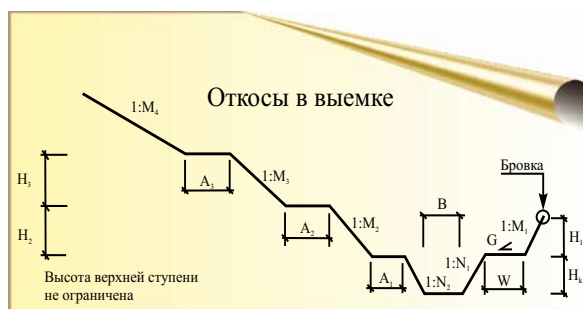 Откосы в выемке
1:M₄
Бровка
H₃
A₃
1:M₃
B
1:M₁
A₂
1:M₂
G
H₁
H₂
1:N₁
Высота верхней ступени
не ограничена
A₁
1:N₂
W
Hₖ